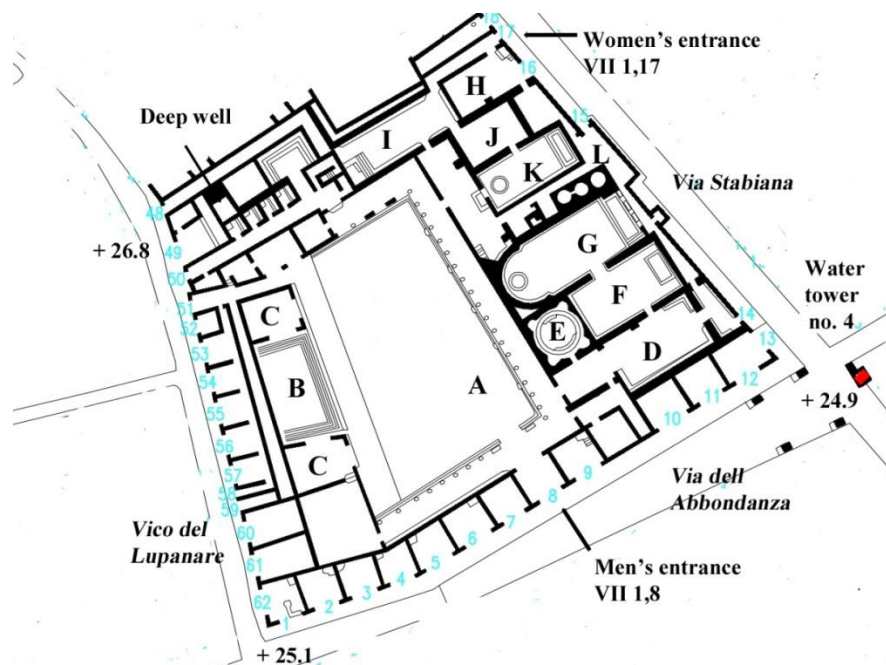 18
17
Women's entrance
VII 1,17
16
H
Deep well
15
J
I
K
L
Via Stabiana
48
49
+ 26.8
G
50
Water
tower
no. 4
51
C
F
52
E
14
13
D
53
12
54
B
A
11
+ 24.9
10
55
56
C
9
Via dell
Abbondanza
57
58
8
59
7
Vico del
Lupanare
60
6
5
61
4
Men's entrance
VII 1,8
3
62
2
1
+ 25.1